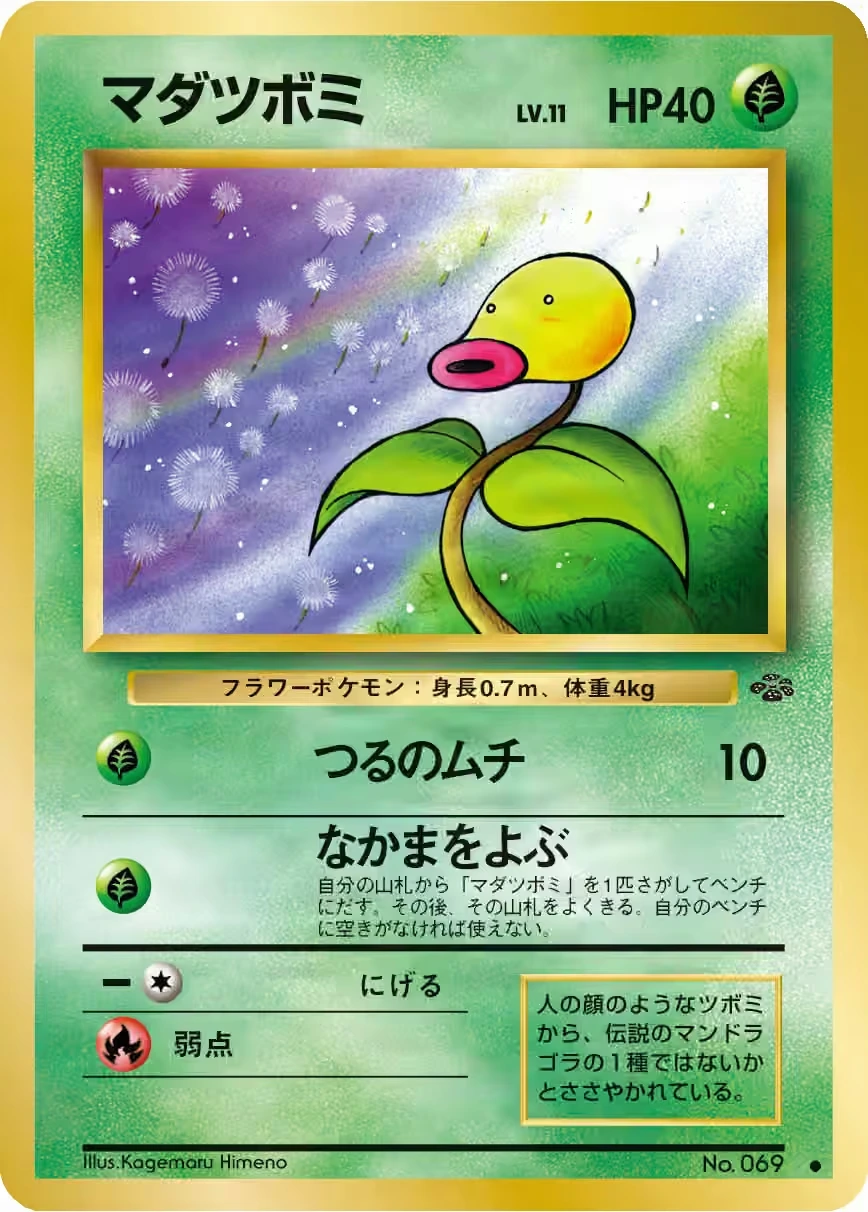 マダツボミ LV.11 HP40
フラワーポケモン：身長0.7m、体重4kg
つるのムチ 10
なかまをよぶ
自分の山札から「マダツボミ」を1匹さがしてベンチ
にだす。その後、その山札をよくきる。自分のベンチ
に空きがなければ使えない。
ー にげる
弱点
人の顔のようなツボミ
から、伝説のマンドラ
ゴラの1種ではないか
とささやかれている。
Illus.Kagemaru Himeno No. 069 ●